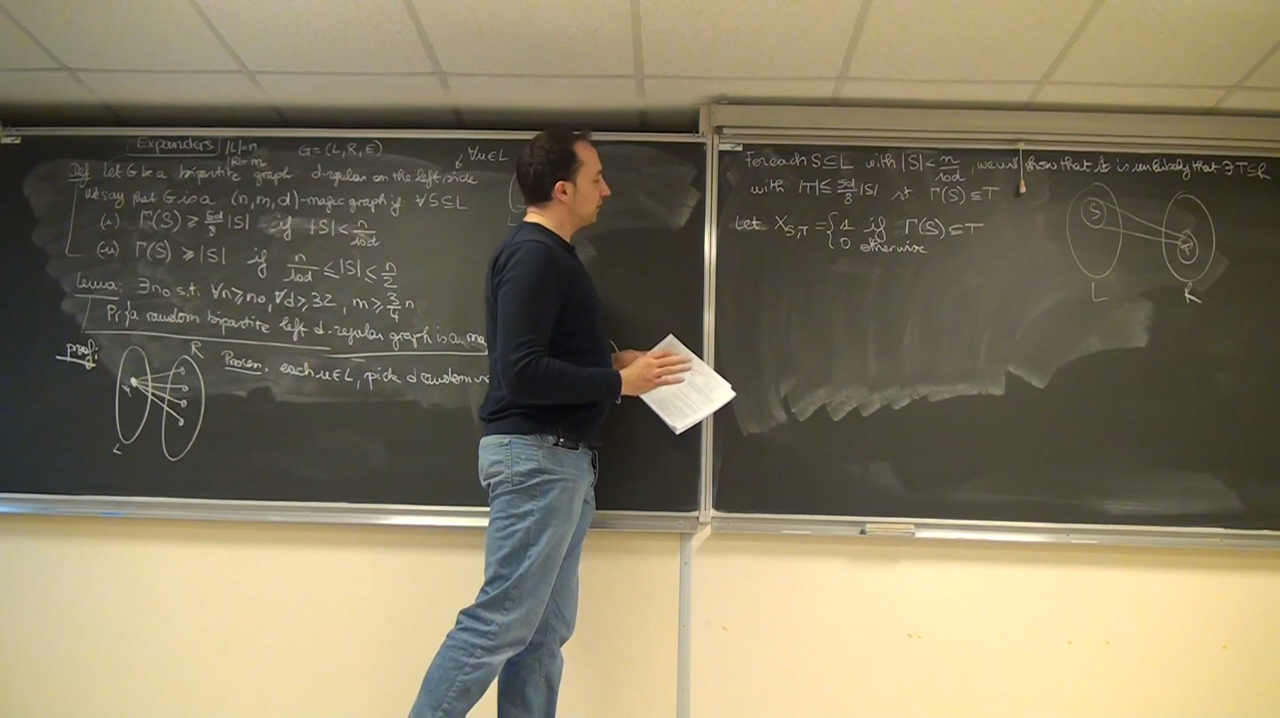 Expanders |L|=n G=(L,R,E)
|R|=m
∀u∈L
Def let G be a bipartite graph d-regular on the left side
we say that G is a (n,m,d)-magic graph if ∀S⊆L
(i) Γ(S) ≥ 5d/8 |S| if |S| < n/10d
(ii) Γ(S) ≥ |S| if n/10d ≤ |S| ≤ n/2
Lemma: ∃n₀ s.t. ∀n≥n₀, ∀d≥32, m ≥ 3/4 n
Pr{a random bipartite left d-regular graph is a ma
proof:
R
Process. each u∈L, pick d random
L
For each S⊆L with |S| < n/10d, we will show that it is unlikely that ∃T⊆R
with |T| ≤ 5d/8 |S| s.t. Γ(S)⊆T
Let X_{S,T} = { 1 if Γ(S)⊆T
0 otherwise
S
T
L
R